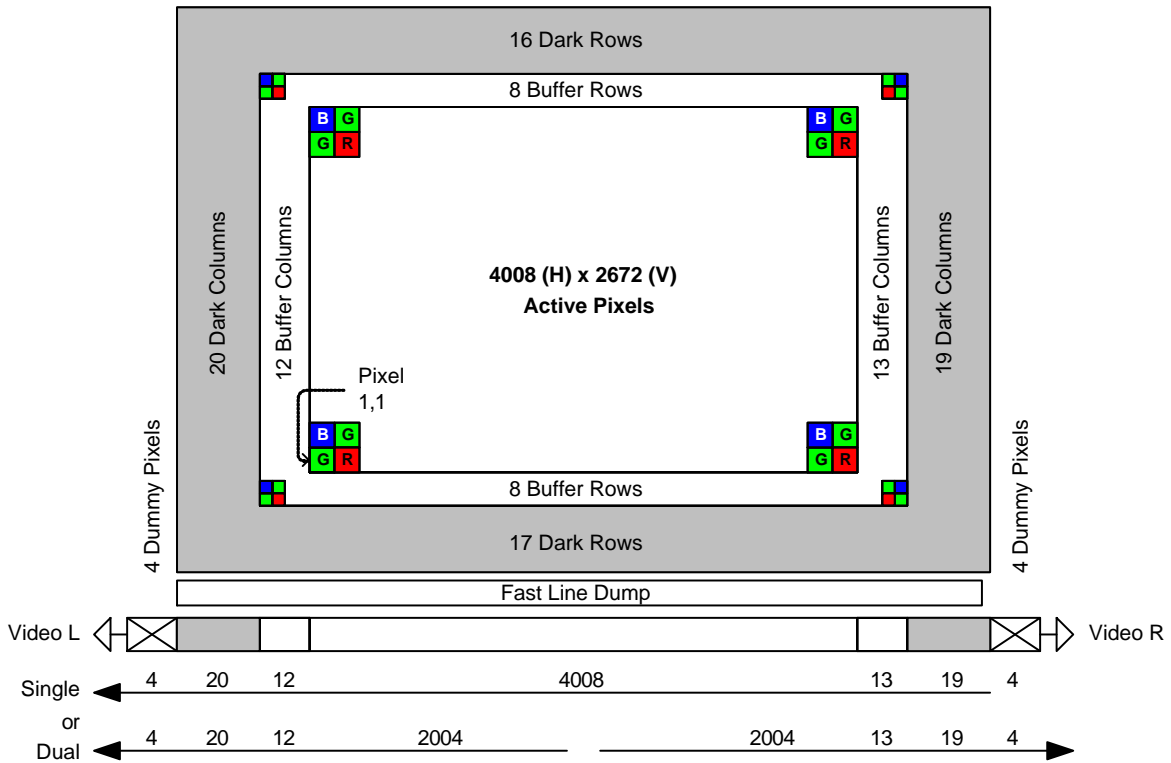 16 Dark Rows
8 Buffer Rows
B G
G R
B G
G R
20 Dark Columns
12 Buffer Columns
4008 (H) x 2672 (V)
Active Pixels
13 Buffer Columns
19 Dark Columns
Pixel
1,1
B G
G R
B G
G R
4 Dummy Pixels
4 Dummy Pixels
8 Buffer Rows
17 Dark Rows
Fast Line Dump
Video L
Video R
Single
4 20 12 4008 13 19 4
or
Dual
4 20 12 2004 2004 13 19 4